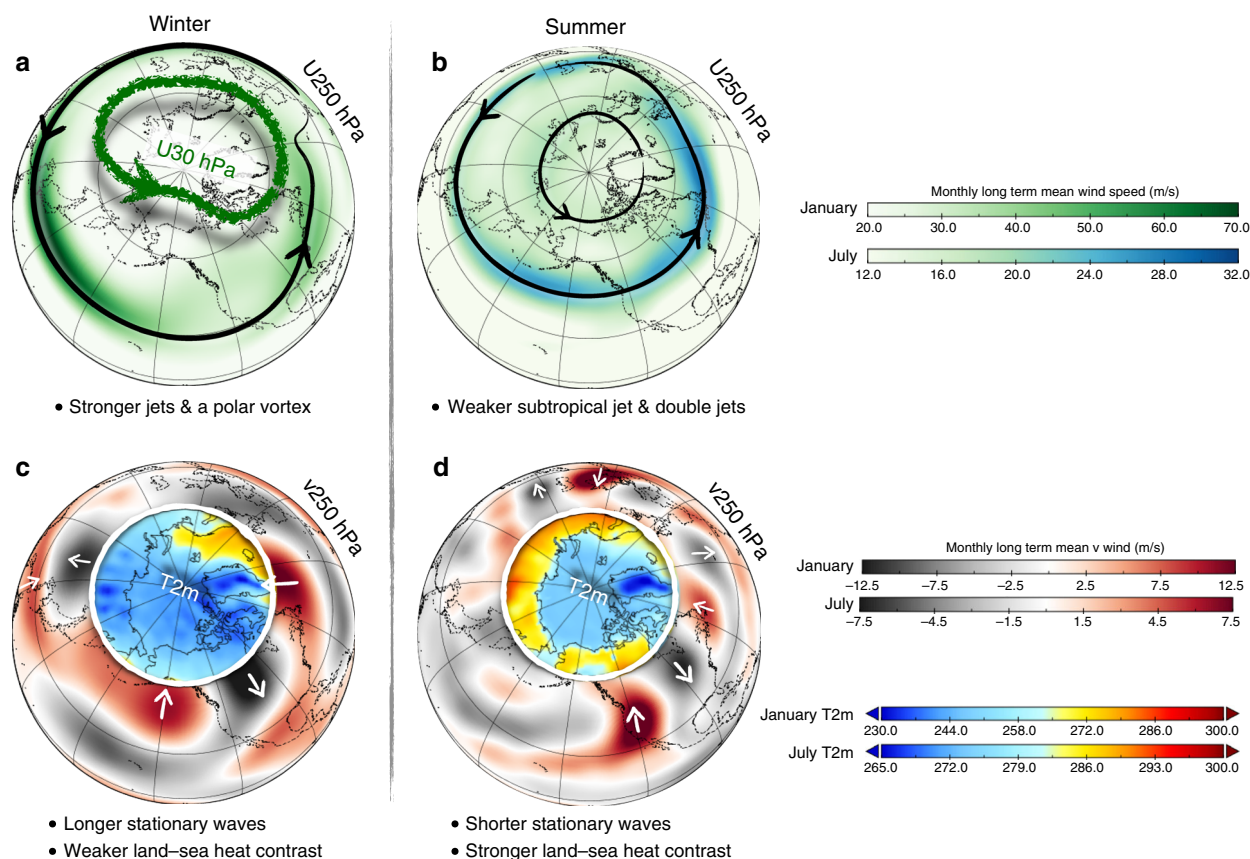 Winter
Summer
a
U250 hPa
U30 hPa
b
U250 hPa
Monthly long term mean wind speed (m/s)
January
20.0 30.0 40.0 50.0 60.0 70.0
July
12.0 16.0 20.0 24.0 28.0 32.0
• Stronger jets & a polar vortex
• Weaker subtropical jet & double jets
c
v250 hPa
T2m
d
v250 hPa
T2m
Monthly long term mean v wind (m/s)
January
−12.5 −7.5 −2.5 2.5 7.5 12.5
July
−7.5 −4.5 −1.5 1.5 4.5 7.5
January T2m
230.0 244.0 258.0 272.0 286.0 300.0
July T2m
265.0 272.0 279.0 286.0 293.0 300.0
• Longer stationary waves
• Weaker land–sea heat contrast
• Shorter stationary waves
• Stronger land–sea heat contrast